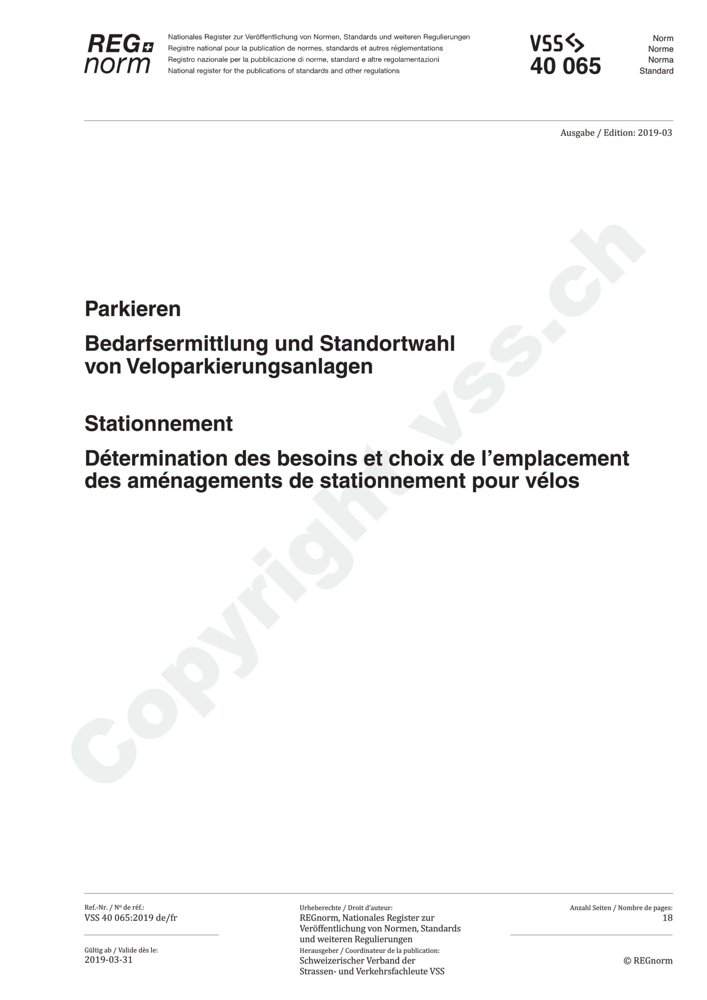 REG
norm
Nationales Register zur Veröffentlichung von Normen, Standards und weiteren Regulierungen
Registre national pour la publication de normes, standards et autres réglementations
Registro nazionale per la pubblicazione di norme, standard e altre regolamentazioni
National register for the publications of standards and other regulations
VSS
40 065
Norm
Norme
Norma
Standard
Ausgabe / Edition: 2019-03
Parkieren
Bedarfsermittlung und Standortwahl
von Veloparkierungsanlagen
Stationnement
Détermination des besoins et choix de l’emplacement
des aménagements de stationnement pour vélos
Copyright vss.ch
Ref.-Nr. / Nº de réf.:
VSS 40 065:2019 de/fr
Gültig ab / Valide dès le:
2019-03-31
Urheberechte / Droit d’auteur:
REGnorm, Nationales Register zur
Veröffentlichung von Normen, Standards
und weiteren Regulierungen
Herausgeber / Coordinateur de la publication:
Schweizerischer Verband der
Strassen- und Verkehrsfachleute VSS
Anzahl Seiten / Nombre de pages:
18
© REGnorm